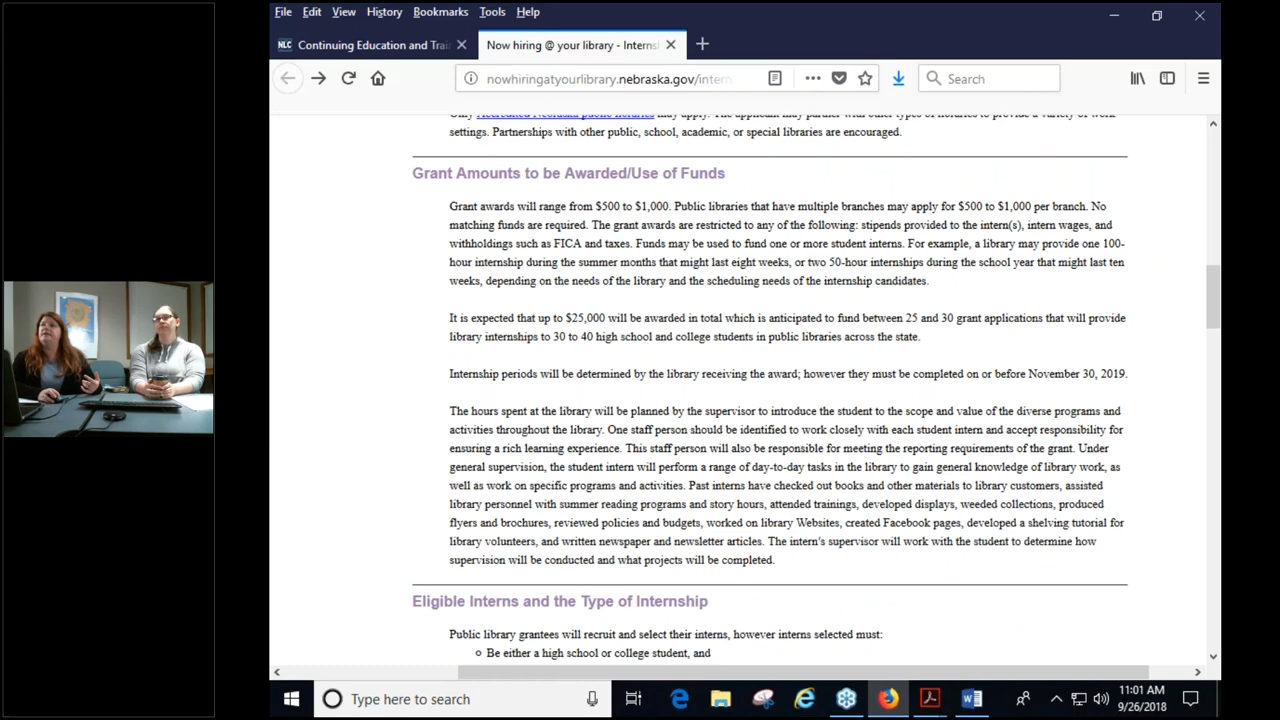 File Edit View History Bookmarks Tools Help
NLC Continuing Education and Trai
Now hiring @ your library - Interns
nowhiringatyourlibrary.nebraska.gov/intern
Search
Only Accredited Nebraska public libraries may apply. The applicant may partner with other types of libraries to provide a variety of work
settings. Partnerships with other public, school, academic, or special libraries are encouraged.
Grant Amounts to be Awarded/Use of Funds
Grant awards will range from $500 to $1,000. Public libraries that have multiple branches may apply for $500 to $1,000 per branch. No
matching funds are required. The grant awards are restricted to any of the following: stipends provided to the intern(s), intern wages, and
withholdings such as FICA and taxes. Funds may be used to fund one or more student interns. For example, a library may provide one 100-
hour internship during the summer months that might last eight weeks, or two 50-hour internships during the school year that might last ten
weeks, depending on the needs of the library and the scheduling needs of the internship candidates.
It is expected that up to $25,000 will be awarded in total which is anticipated to fund between 25 and 30 grant applications that will provide
library internships to 30 to 40 high school and college students in public libraries across the state.
Internship periods will be determined by the library receiving the award; however they must be completed on or before November 30, 2019.
The hours spent at the library will be planned by the supervisor to introduce the student to the scope and value of the diverse programs and
activities throughout the library. One staff person should be identified to work closely with each student intern and accept responsibility for
ensuring a rich learning experience. This staff person will also be responsible for meeting the reporting requirements of the grant. Under
general supervision, the student intern will perform a range of day-to-day tasks in the library to gain general knowledge of library work, as
well as work on specific programs and activities. Past interns have checked out books and other materials to library customers, assisted
library personnel with summer reading programs and story hours, attended trainings, developed displays, weeded collections, produced
flyers and brochures, reviewed policies and budgets, worked on library Websites, created Facebook pages, developed a shelving tutorial for
library volunteers, and written newspaper and newsletter articles. The intern's supervisor will work with the student to determine how
supervision will be conducted and what projects will be completed.
Eligible Interns and the Type of Internship
Public library grantees will recruit and select their interns, however interns selected must:
Be either a high school or college student, and
Type here to search
11:01 AM
9/26/2018